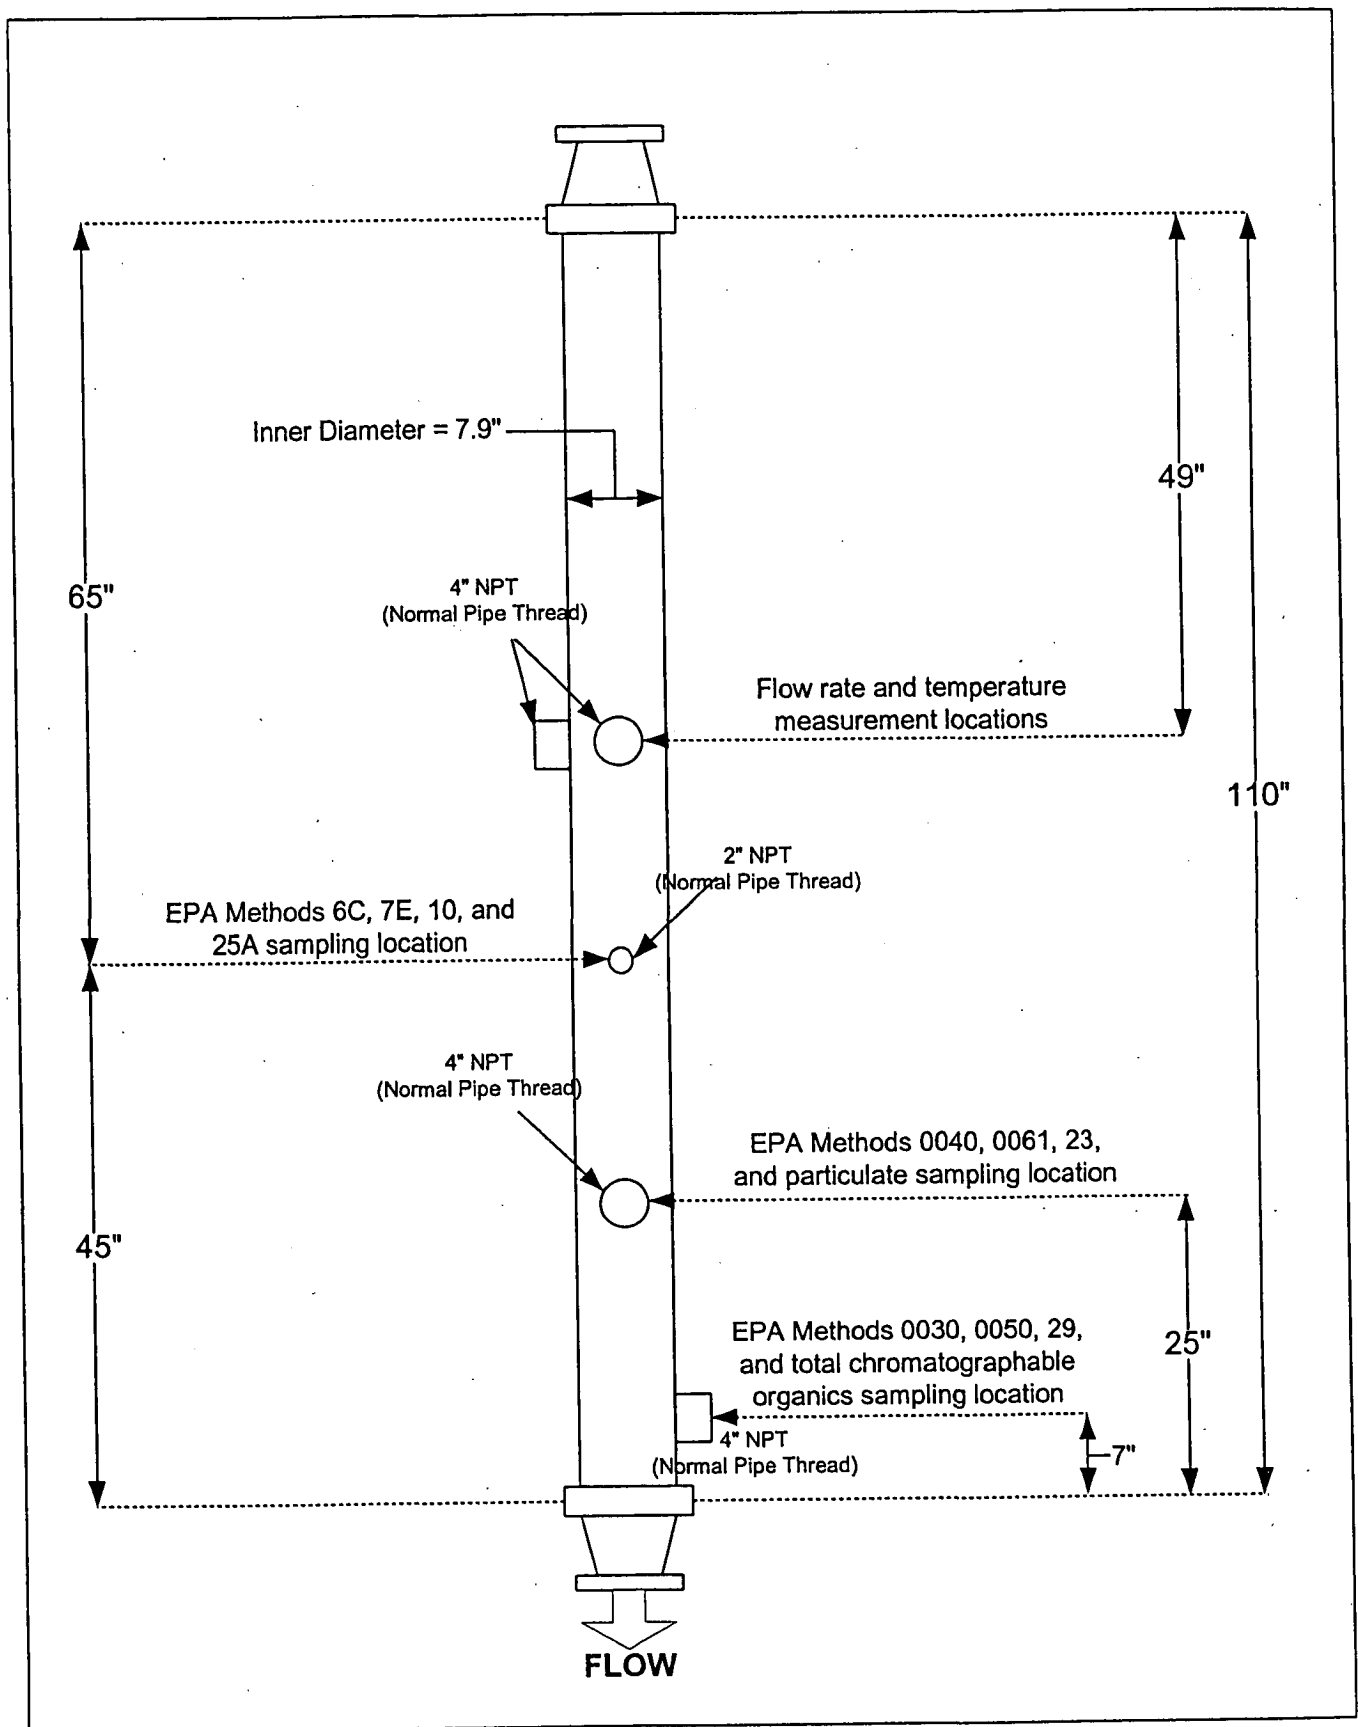 Inner Diameter = 7.9"
49"
65"
4" NPT
(Normal Pipe Thread)
Flow rate and temperature
measurement locations
110"
2" NPT
(Normal Pipe Thread)
EPA Methods 6C, 7E, 10, and
25A sampling location
4" NPT
(Normal Pipe Thread)
EPA Methods 0040, 0061, 23,
and particulate sampling location
45"
25"
EPA Methods 0030, 0050, 29,
and total chromatographable
organics sampling location
4" NPT
(Normal Pipe Thread)
7"
FLOW